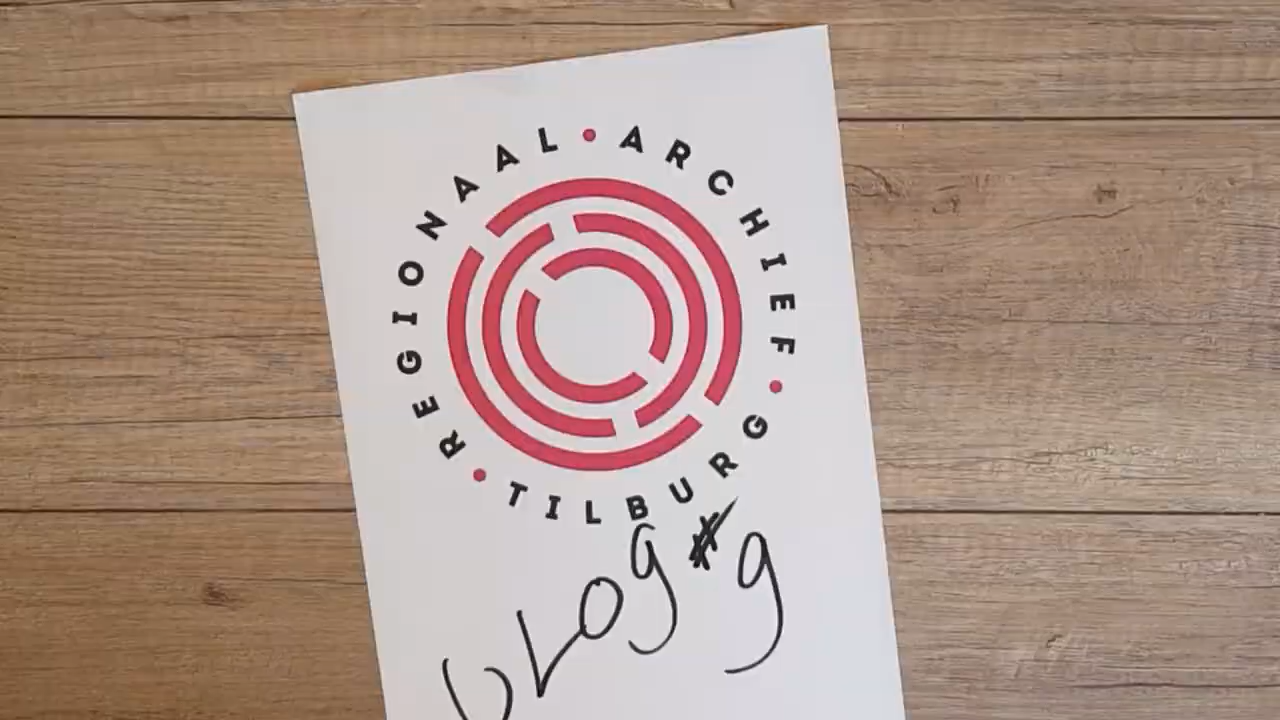 REGIONAAL • ARCHIEF • TILBURG •
VLOg #9